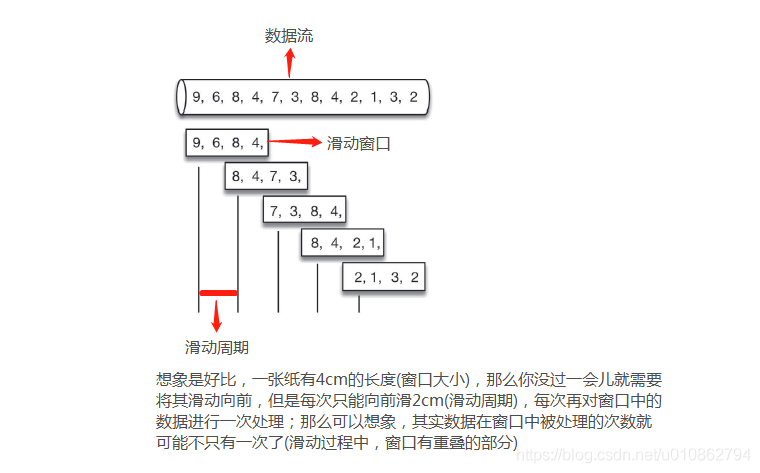 数据流
9, 6, 8, 4, 7, 3, 8, 4, 2, 1, 3, 2
9, 6, 8, 4,
滑动窗口
8, 4, 7, 3,
7, 3, 8, 4,
8, 4, 2, 1,
2, 1, 3, 2
滑动周期
想象是好比，一张纸有4cm的长度(窗口大小)，那么你没过一会儿就需要
将其滑动向前，但是每次只能向前滑2cm(滑动周期)，每次再对窗口中的
数据进行一次处理；那么可以想象，其实数据在窗口中被处理的次数就
可能不只有一次了(滑动过程中，窗口有重叠的部分)
https://blog.csdn.net/u010862794